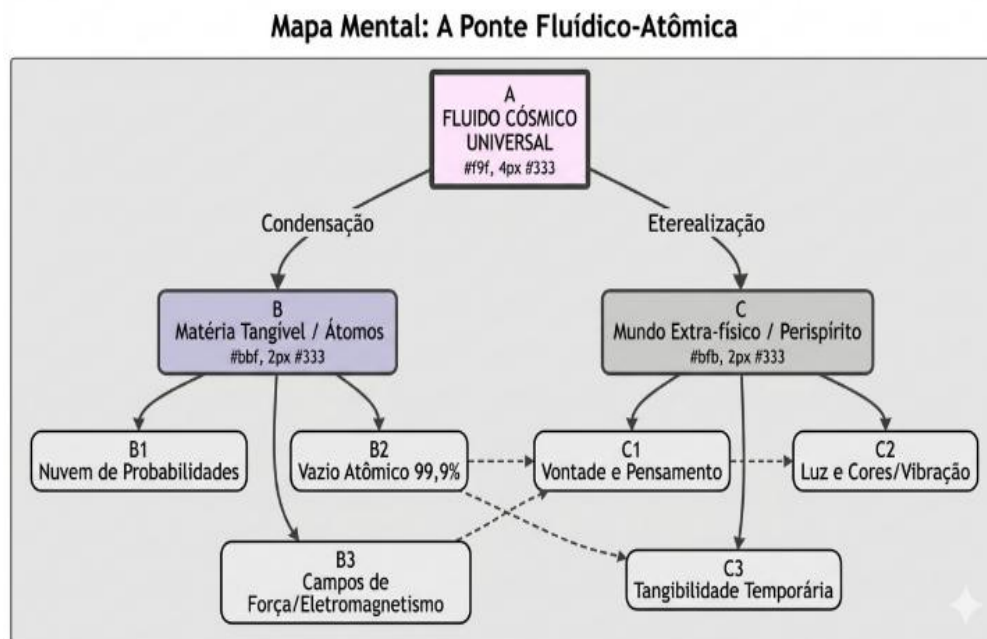 Mapa Mental: A Ponte Fluídico-Atômica
A
FLUIDO CÓSMICO
UNIVERSAL
#f9f, 4px #333
Condensação
Eterealização
B
Matéria Tangível / Átomos
#bbf, 2px #333
C
Mundo Extra-físico / Perispírito
#bfb, 2px #333
B1
Nuvem de Probabilidades
B2
Vazio Atômico 99,9%
C1
Vontade e Pensamento
C2
Luz e Cores/Vibração
B3
Campos de
Força/Eletromagnetismo
C3
Tangibilidade Temporária